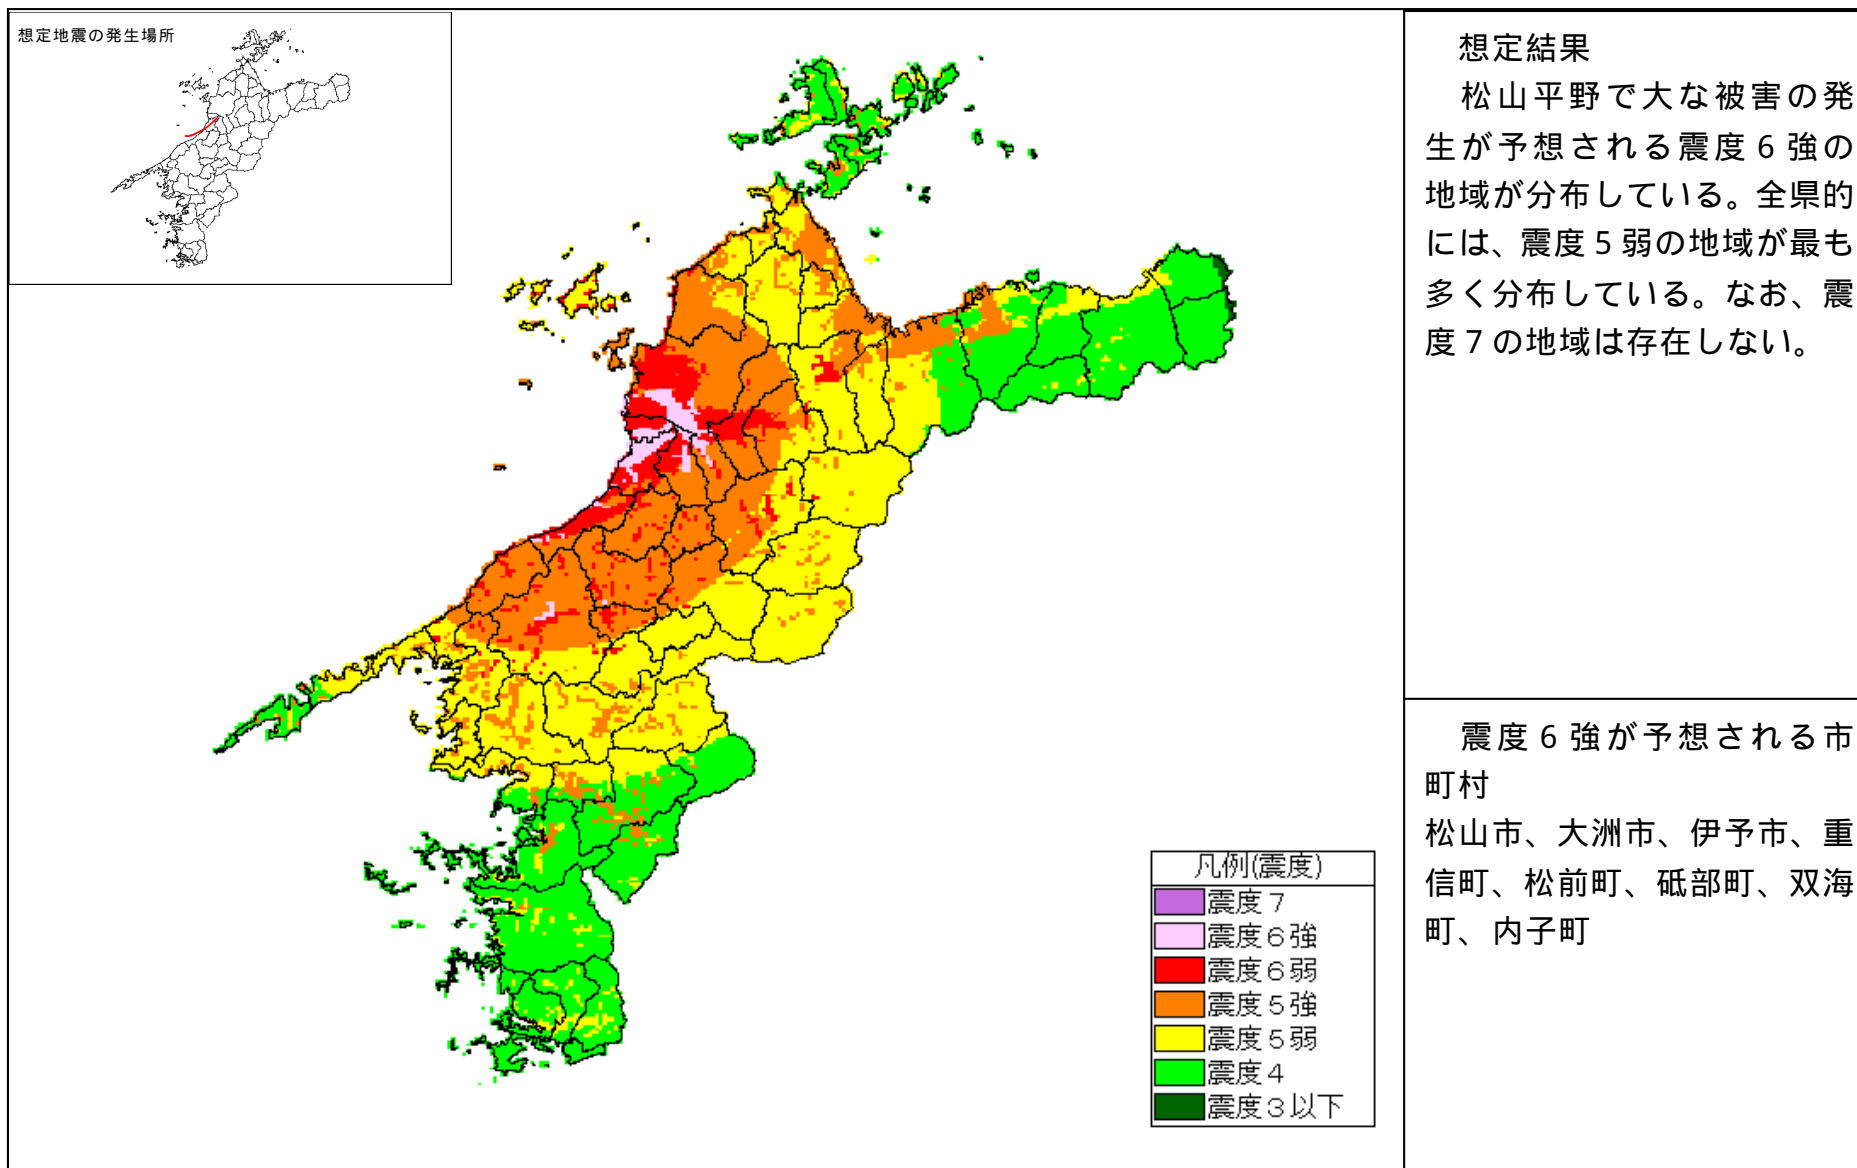 想定地震の発生場所
想定結果
松山平野で大な被害の発
生が予想される震度６強の
地域が分布している。全県的
には、震度５弱の地域が最も
多く分布している。なお、震
度７の地域は存在しない。
震度６強が予想される市
町村
松山市、大洲市、伊予市、重
信町、松前町、砥部町、双海
町、内子町
凡例(震度)
震度７
震度６強
震度６弱
震度５強
震度５弱
震度４
震度３以下